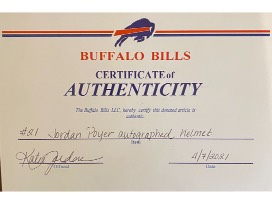 BUFFALO BILLS
CERTIFICATE of
AUTHENTICITY
The Buffalo Bills LLC. hereby certify this donated article is
authentic.
#21 Jordan Poyer autographed helmet
Item
4/7/2021
Official Date